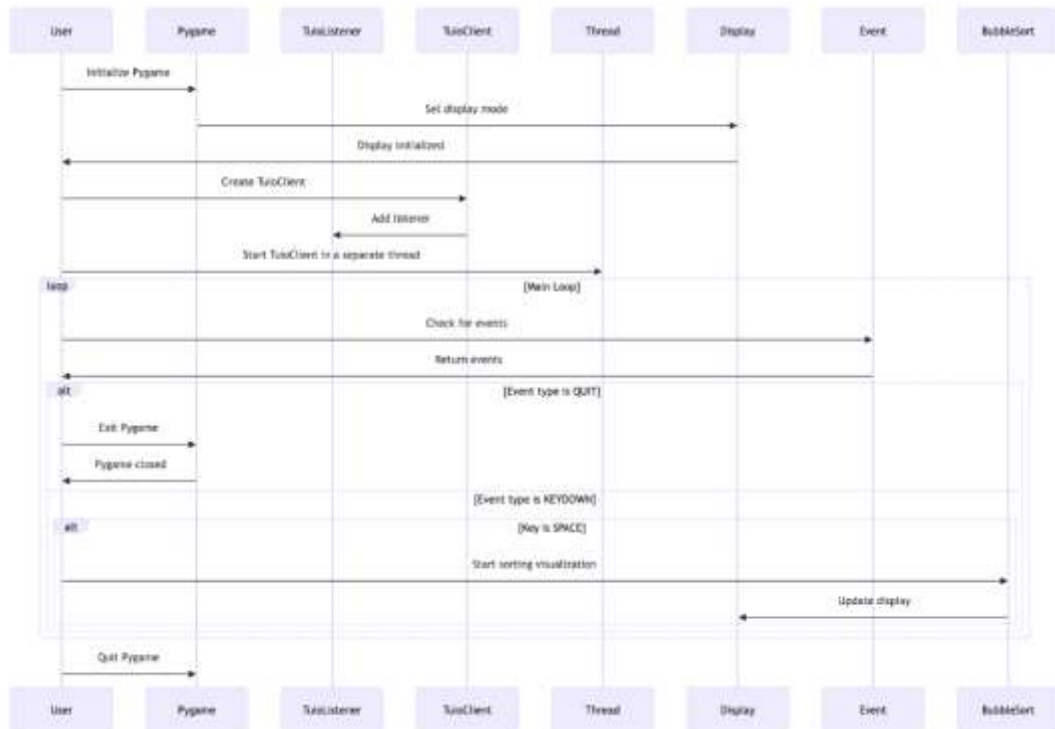 User Pygame TuioListener TuioClient Thread Display Event BubbleSort
Initialize Pygame
Set display mode
Display initialized
Create TuioClient
Add listener
Start TuioClient in a separate thread
loop [Main Loop]
Check for events
Return events
alt [Event type is QUIT]
Exit Pygame
Pygame closed
[Event type is KEYDOWN]
alt [Key is SPACE]
Start sorting visualization
Update display
Quit Pygame
User Pygame TuioListener TuioClient Thread Display Event BubbleSort